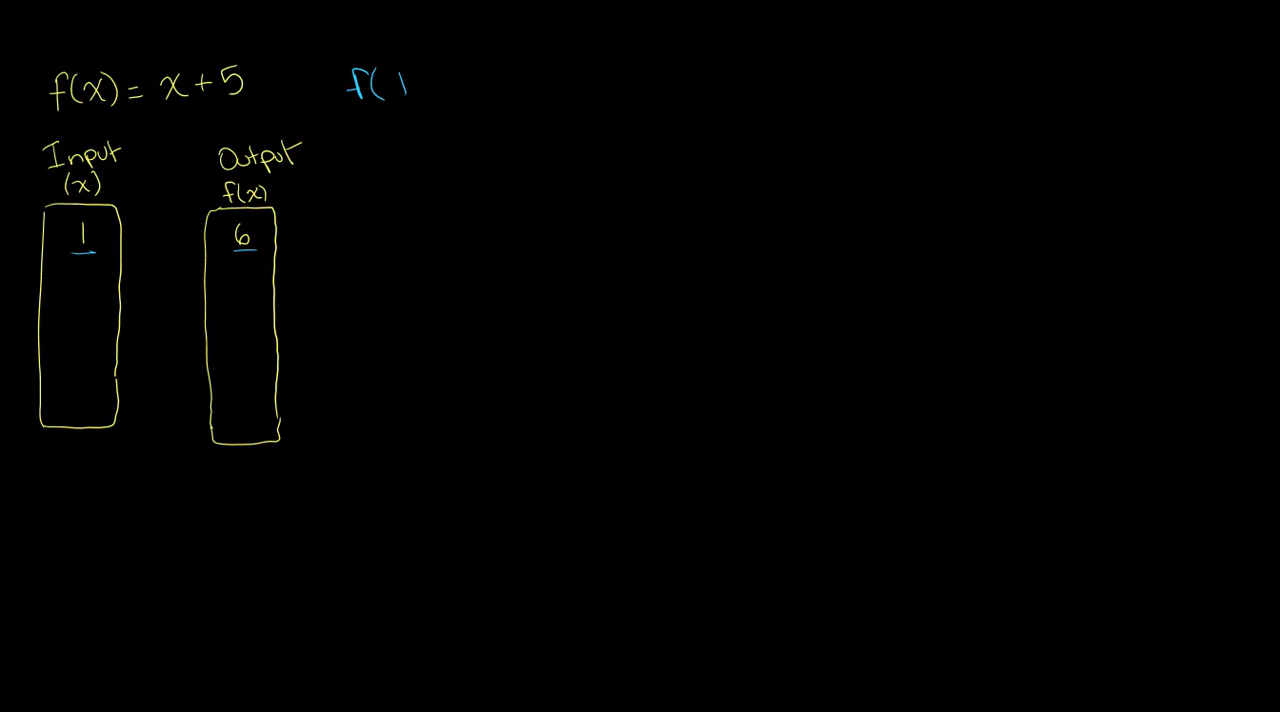 f(x) = x + 5
f( 1
Input
(x)
Output
f(x)
1
6